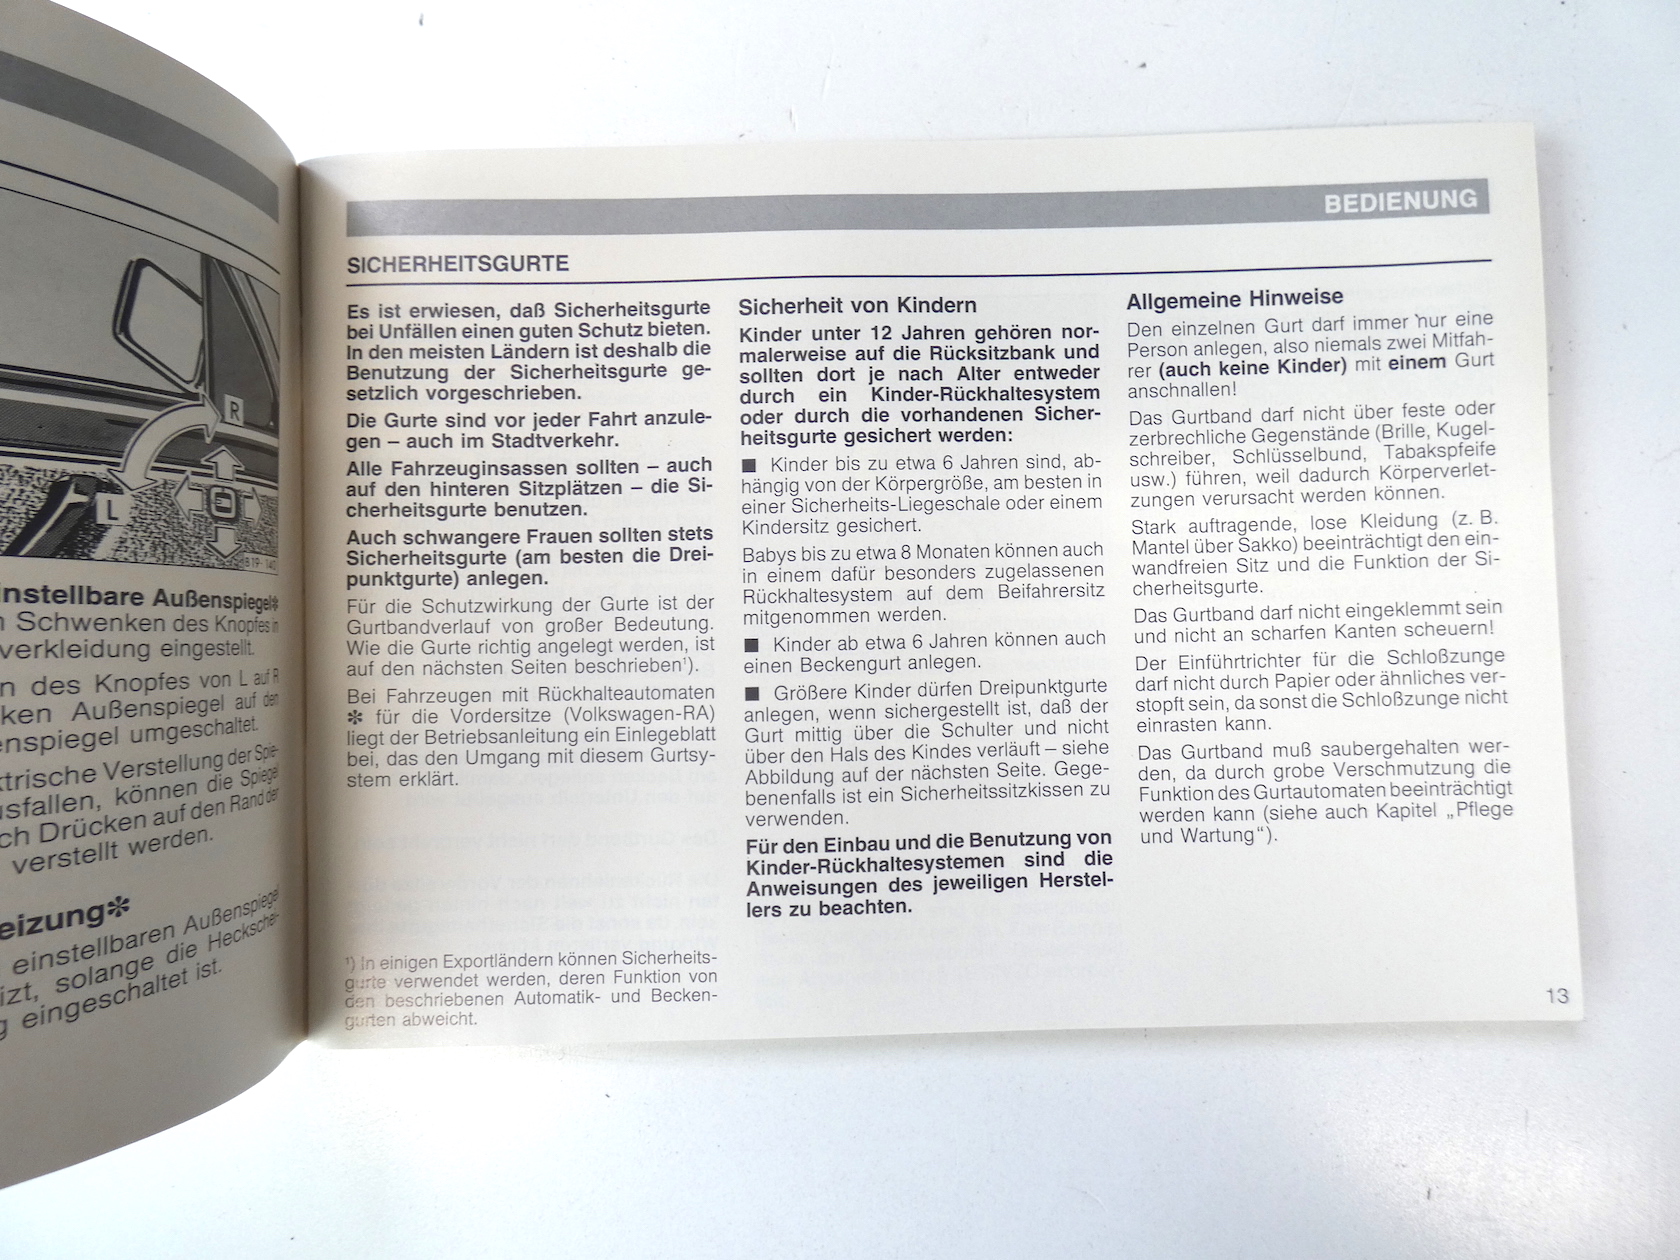 R
L
B 19-140
instellbare Außenspiegel✻
Schwenken des Knopfes in
verkleidung eingestellt.
n des Knopfes von L auf R
ken Außenspiegel auf den
enspiegel umgeschaltet.
ktrische Verstellung der Spie-
usfallen, können die Spiegel
ch Drücken auf den Rand der
verstellt werden.
eizung✻
einstellbaren Außenspiegel
izt, solange die Heckschei-
g eingeschaltet ist.
BEDIENUNG
SICHERHEITSGURTE
Es ist erwiesen, daß Sicherheitsgurte
bei Unfällen einen guten Schutz bieten.
In den meisten Ländern ist deshalb die
Benutzung der Sicherheitsgurte ge-
setzlich vorgeschrieben.
Die Gurte sind vor jeder Fahrt anzule-
gen – auch im Stadtverkehr.
Alle Fahrzeuginsassen sollten – auch
auf den hinteren Sitzplätzen – die Si-
cherheitsgurte benutzen.
Auch schwangere Frauen sollten stets
Sicherheitsgurte (am besten die Drei-
punktgurte) anlegen.
Für die Schutzwirkung der Gurte ist der
Gurtbandverlauf von großer Bedeutung.
Wie die Gurte richtig angelegt werden, ist
auf den nächsten Seiten beschrieben¹).
Bei Fahrzeugen mit Rückhalteautomaten
✻ für die Vordersitze (Volkswagen-RA)
liegt der Betriebsanleitung ein Einlegeblatt
bei, das den Umgang mit diesem Gurtsy-
stem erklärt.
¹) In einigen Exportländern können Sicherheits-
gurte verwendet werden, deren Funktion von
den beschriebenen Automatik- und Becken-
gurten abweicht.
Sicherheit von Kindern
Kinder unter 12 Jahren gehören nor-
malerweise auf die Rücksitzbank und
sollten dort je nach Alter entweder
durch ein Kinder-Rückhaltesystem
oder durch die vorhandenen Sicher-
heitsgurte gesichert werden:
■ Kinder bis zu etwa 6 Jahren sind, ab-
hängig von der Körpergröße, am besten in
einer Sicherheits-Liegeschale oder einem
Kindersitz gesichert.
Babys bis zu etwa 8 Monaten können auch
in einem dafür besonders zugelassenen
Rückhaltesystem auf dem Beifahrersitz
mitgenommen werden.
■ Kinder ab etwa 6 Jahren können auch
einen Beckengurt anlegen.
■ Größere Kinder dürfen Dreipunktgurte
anlegen, wenn sichergestellt ist, daß der
Gurt mittig über die Schulter und nicht
über den Hals des Kindes verläuft – siehe
Abbildung auf der nächsten Seite. Gege-
benenfalls ist ein Sicherheitssitzkissen zu
verwenden.
Für den Einbau und die Benutzung von
Kinder-Rückhaltesystemen sind die
Anweisungen des jeweiligen Herstel-
lers zu beachten.
Allgemeine Hinweise
Den einzelnen Gurt darf immer nur eine
Person anlegen, also niemals zwei Mitfah-
rer (auch keine Kinder) mit einem Gurt
anschnallen!
Das Gurtband darf nicht über feste oder
zerbrechliche Gegenstände (Brille, Kugel-
schreiber, Schlüsselbund, Tabakspfeife
usw.) führen, weil dadurch Körperverlet-
zungen verursacht werden können.
Stark auftragende, lose Kleidung (z. B.
Mantel über Sakko) beeinträchtigt den ein-
wandfreien Sitz und die Funktion der Si-
cherheitsgurte.
Das Gurtband darf nicht eingeklemmt sein
und nicht an scharfen Kanten scheuern!
Der Einführtrichter für die Schloßzunge
darf nicht durch Papier oder ähnliches ver-
stopft sein, da sonst die Schloßzunge nicht
einrasten kann.
Das Gurtband muß saubergehalten wer-
den, da durch grobe Verschmutzung die
Funktion des Gurtautomaten beeinträchtigt
werden kann (siehe auch Kapitel „Pflege
und Wartung“).
13